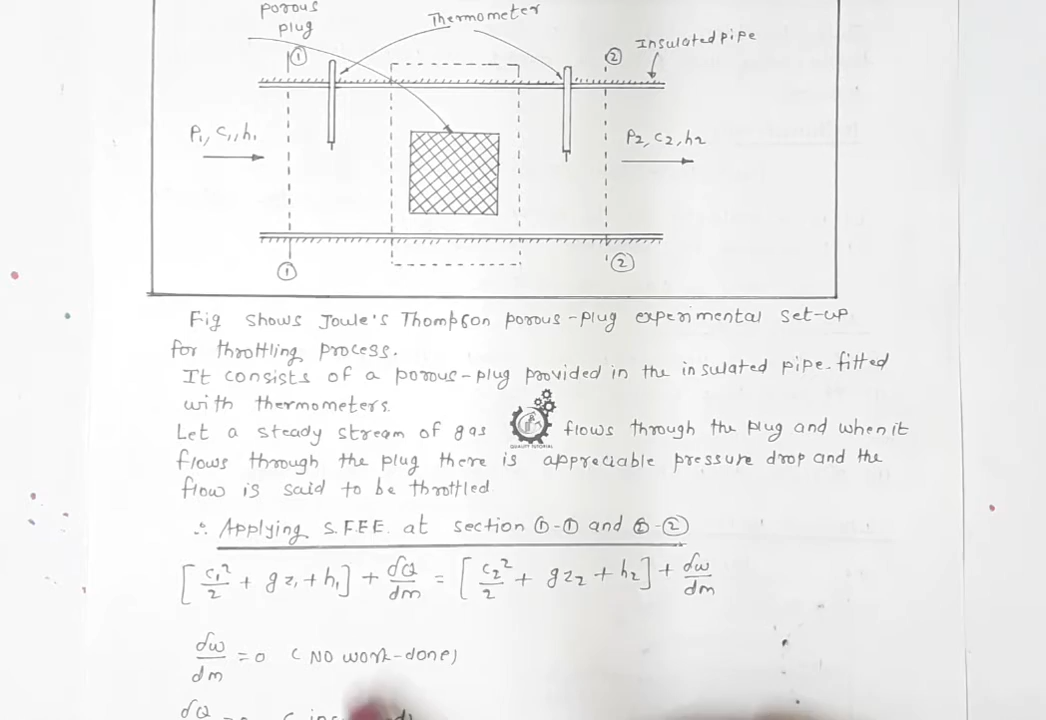 porous
plug
Thermometer
Insulated pipe
①
②
P₁, C₁, h₁
P₂, C₂, h₂
①
②
Fig shows Joule's Thompson porous-plug experimental set-up
for throttling process.
It consists of a porous-plug provided in the insulated pipe fitted
with thermometers.
Let a steady stream of gas flows through the plug and when it
flows through the plug there is appreciable pressure drop and the
flow is said to be throttled
QUALITY TUTORIAL
∴ Applying S.F.E.E. at section ①-① and ②-②
[C₁²/2 + gz₁ + h₁] + dQ/dm = [C₂²/2 + gz₂ + h₂] + dw/dm
dw/dm = 0 (NO work-done)
dQ